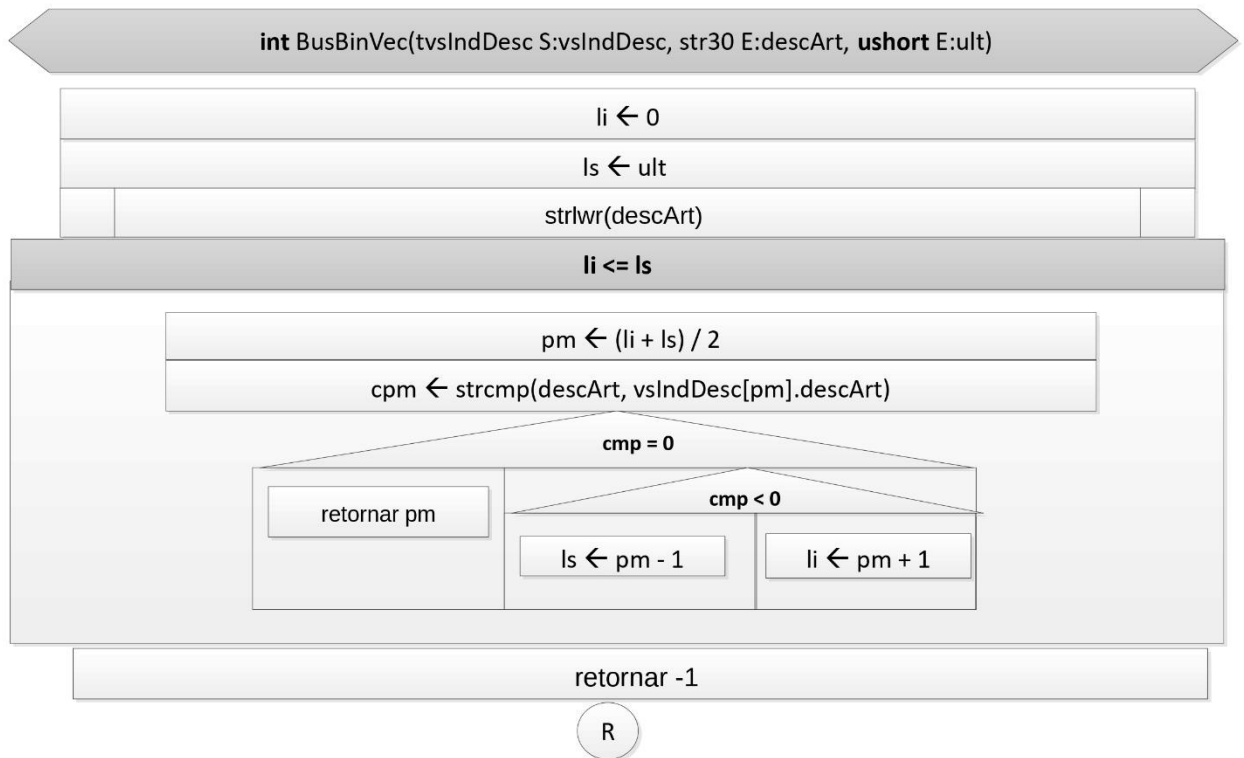 int BusBinVec(tvsIndDesc S:vsIndDesc, str30 E:descArt, ushort E:ult)
li ← 0
ls ← ult
strlwr(descArt)
li <= ls
pm ← (li + ls) / 2
cpm ← strcmp(descArt, vsIndDesc[pm].descArt)
cmp = 0
retornar pm
cmp < 0
ls ← pm - 1
li ← pm + 1
retornar -1
R